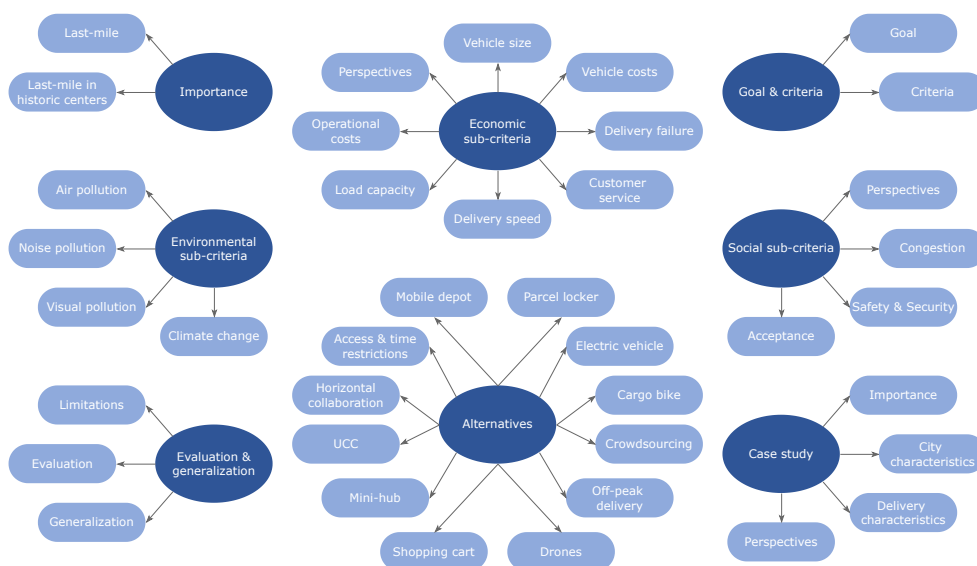 Last-mile
Last-mile in
historic centers
Importance
Vehicle size
Perspectives
Vehicle costs
Operational
costs
Economic
sub-criteria
Delivery failure
Load capacity
Customer
service
Delivery speed
Goal
Goal & criteria
Criteria
Air pollution
Noise pollution
Environmental
sub-criteria
Visual pollution
Climate change
Perspectives
Social sub-criteria
Congestion
Safety & Security
Acceptance
Mobile depot
Parcel locker
Access & time
restrictions
Electric vehicle
Horizontal
collaboration
Cargo bike
Alternatives
UCC
Crowdsourcing
Mini-hub
Off-peak
delivery
Shopping cart
Drones
Limitations
Evaluation
Evaluation &
generalization
Generalization
Importance
Case study
City
characteristics
Delivery
characteristics
Perspectives